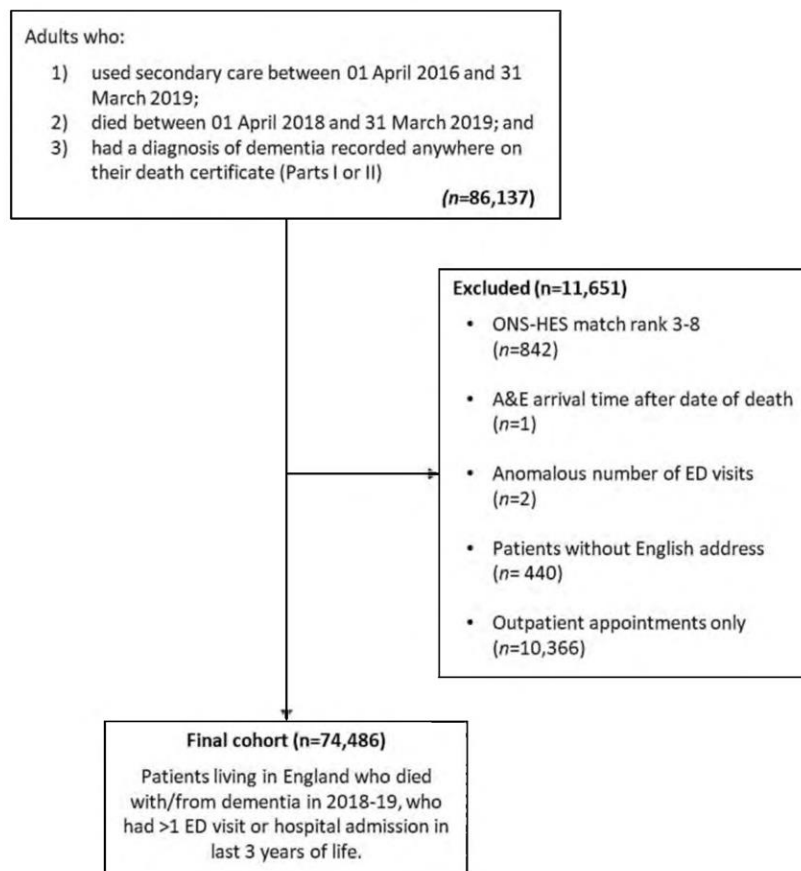 Adults who:
1) used secondary care between 01 April 2016 and 31
March 2019;
2) died between 01 April 2018 and 31 March 2019; and
3) had a diagnosis of dementia recorded anywhere on
their death certificate (Parts I or II)
(n=86,137)
Excluded (n=11,651)
• ONS-HES match rank 3-8
(n=842)
• A&E arrival time after date of death
(n=1)
• Anomalous number of ED visits
(n=2)
• Patients without English address
(n= 440)
• Outpatient appointments only
(n=10,366)
Final cohort (n=74,486)
Patients living in England who died
with/from dementia in 2018-19, who
had >1 ED visit or hospital admission in
last 3 years of life.